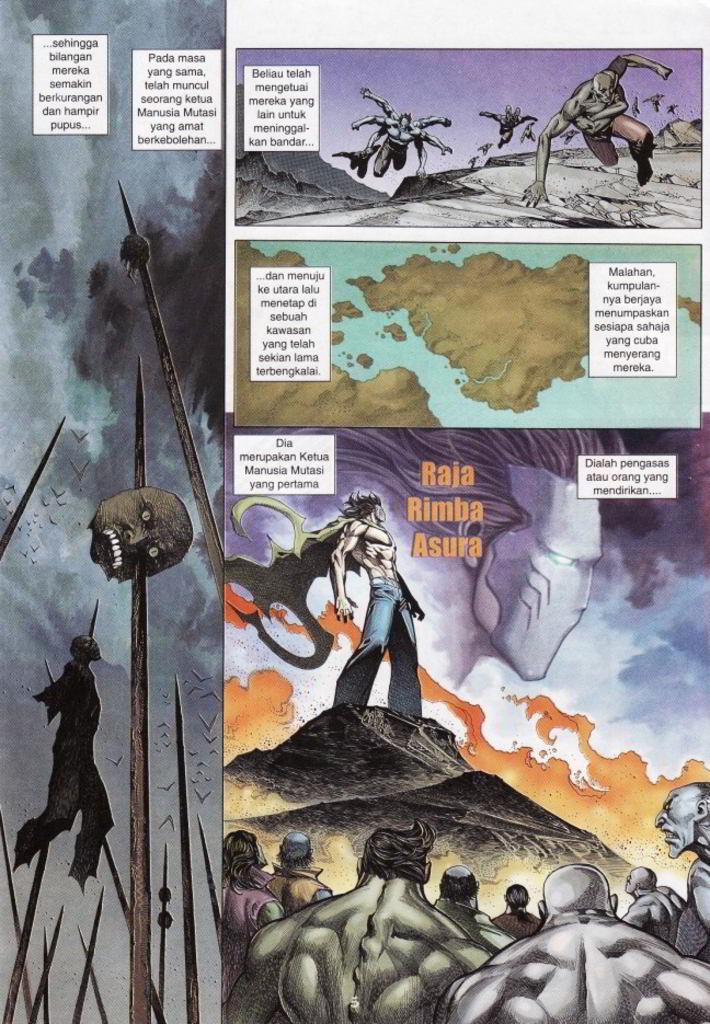 ...sehingga
bilangan
mereka
semakin
berkurangan
dan hampir
pupus...
Pada masa
yang sama,
telah muncul
seorang ketua
Manusia Mutasi
yang amat
berkebolehan...
Beliau telah
mengetuai
mereka yang
lain untuk
meninggal-
kan bandar...
...dan menuju
ke utara lalu
menetap di
sebuah
kawasan
yang telah
sekian lama
terbengkalai.
Malahan,
kumpulan-
nya berjaya
menumpaskan
sesiapa sahaja
yang cuba
menyerang
mereka.
Dia
merupakan Ketua
Manusia Mutasi
yang pertama
Raja
Rimba
Asura
Dialah pengasas
atau orang yang
mendirikan....
5